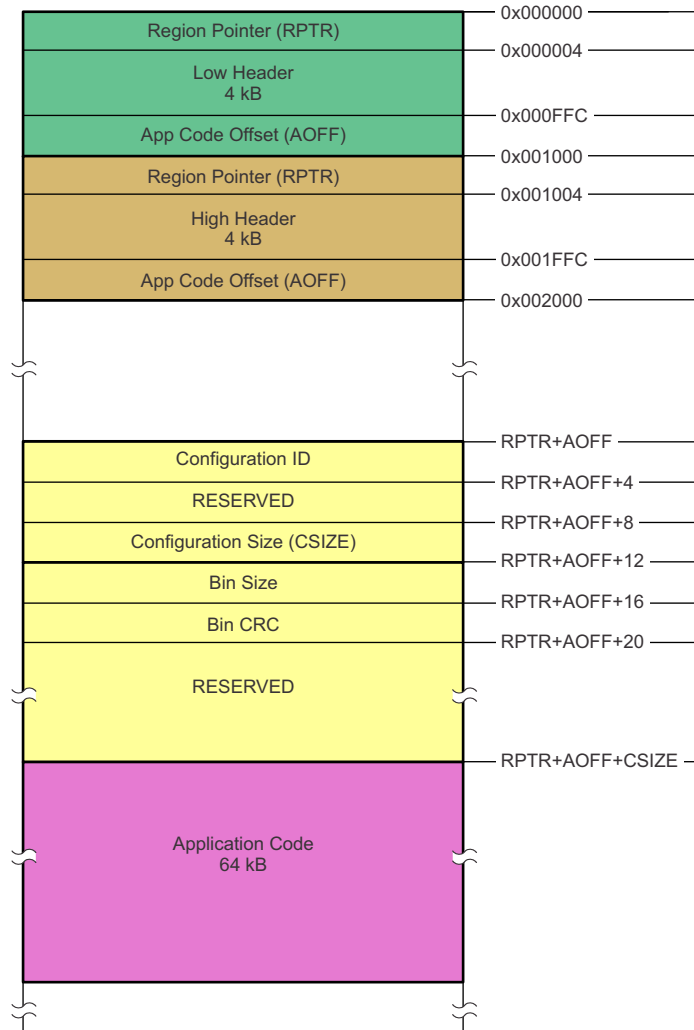 0x000000
Region Pointer (RPTR)
0x000004
Low Header
4 kB
0x000FFC
App Code Offset (AOFF)
0x001000
Region Pointer (RPTR)
0x001004
High Header
4 kB
0x001FFC
App Code Offset (AOFF)
0x002000
RPTR+AOFF
Configuration ID
RPTR+AOFF+4
RESERVED
RPTR+AOFF+8
Configuration Size (CSIZE)
RPTR+AOFF+12
Bin Size
RPTR+AOFF+16
Bin CRC
RPTR+AOFF+20
RESERVED
RPTR+AOFF+CSIZE
Application Code
64 kB